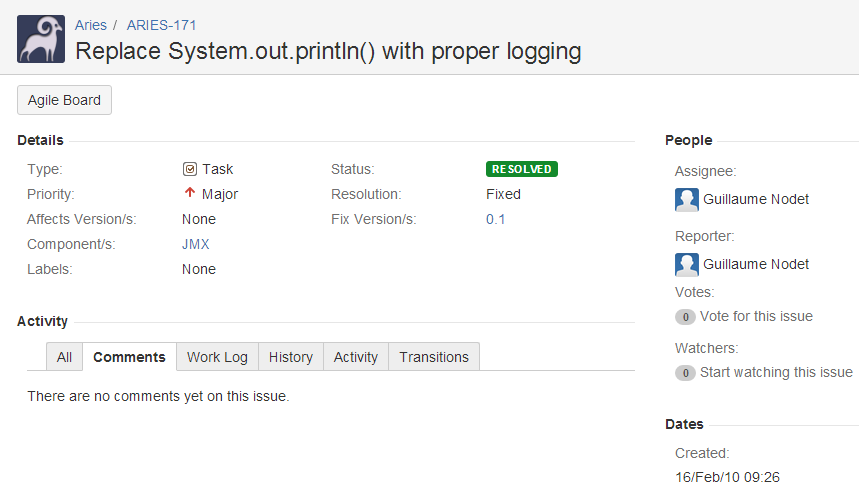 Aries / ARIES-171
Replace System.out.println() with proper logging
Agile Board
Details
Type: Task
Priority: Major
Affects Version/s: None
Component/s: JMX
Labels: None
Status: RESOLVED
Resolution: Fixed
Fix Version/s: 0.1
Activity
All Comments Work Log History Activity Transitions
There are no comments yet on this issue.
People
Assignee:
Guillaume Nodet
Reporter:
Guillaume Nodet
Votes:
0 Vote for this issue
Watchers:
0 Start watching this issue
Dates
Created:
16/Feb/10 09:26